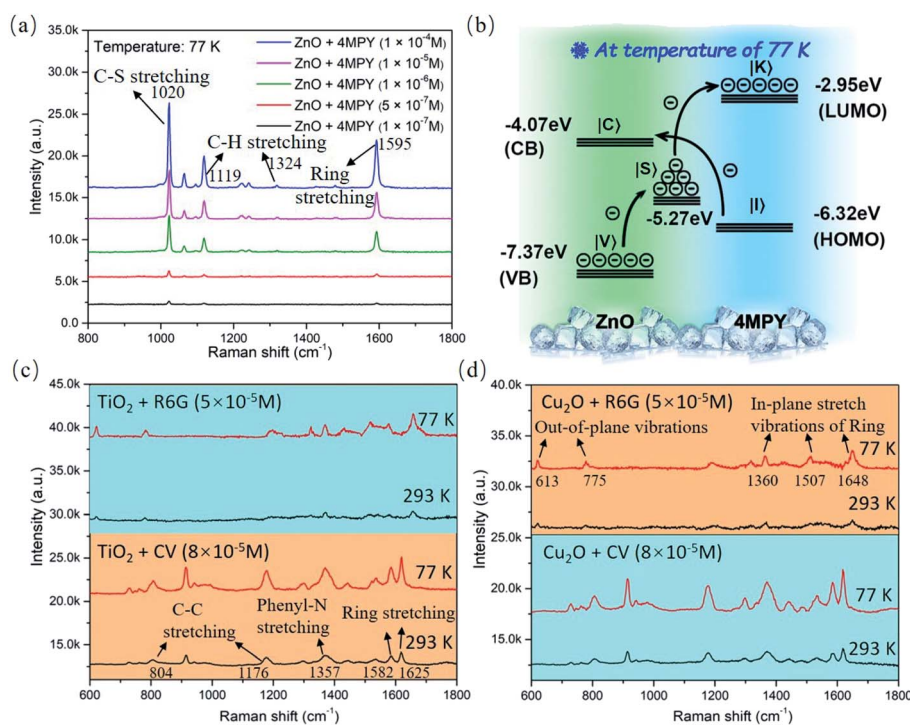 (a)
Temperature: 77 K
ZnO + 4MPY (1 × 10⁻⁴M)
ZnO + 4MPY (1 × 10⁻⁵M)
ZnO + 4MPY (1 × 10⁻⁶M)
ZnO + 4MPY (5 × 10⁻⁷M)
ZnO + 4MPY (1 × 10⁻⁷M)
C-S stretching
1020
C-H stretching
1119
1324
Ring
stretching
1595
Intensity (a.u.)
35.0k
30.0k
25.0k
20.0k
15.0k
10.0k
5.0k
0.0
800 1000 1200 1400 1600 1800
Raman shift (cm⁻¹)
(b)
At temperature of 77 K
|K⟩
-2.95eV
(LUMO)
-4.07eV
(CB)
|C⟩
|S⟩
-5.27eV
|I⟩
-6.32eV
(HOMO)
-7.37eV
(VB)
|V⟩
ZnO
4MPY
(c)
TiO₂ + R6G (5×10⁻⁵M)
77 K
293 K
TiO₂ + CV (8×10⁻⁵M)
77 K
C-C
stretching
Phenyl-N
stretching
Ring stretching
293 K
804 1176 1357 1582 1625
Intensity (a.u.)
45.0k
40.0k
35.0k
30.0k
25.0k
20.0k
15.0k
600 800 1000 1200 1400 1600 1800
Raman shift (cm⁻¹)
(d)
Cu₂O + R6G (5×10⁻⁵M)
Out-of-plane vibrations
In-plane stretch
vibrations of Ring
77 K
613 775 1360 1507 1648
293 K
Cu₂O + CV (8×10⁻⁵M)
77 K
293 K
Intensity (a.u.)
40.0k
35.0k
30.0k
25.0k
20.0k
15.0k
600 800 1000 1200 1400 1600 1800
Raman shift (cm⁻¹)